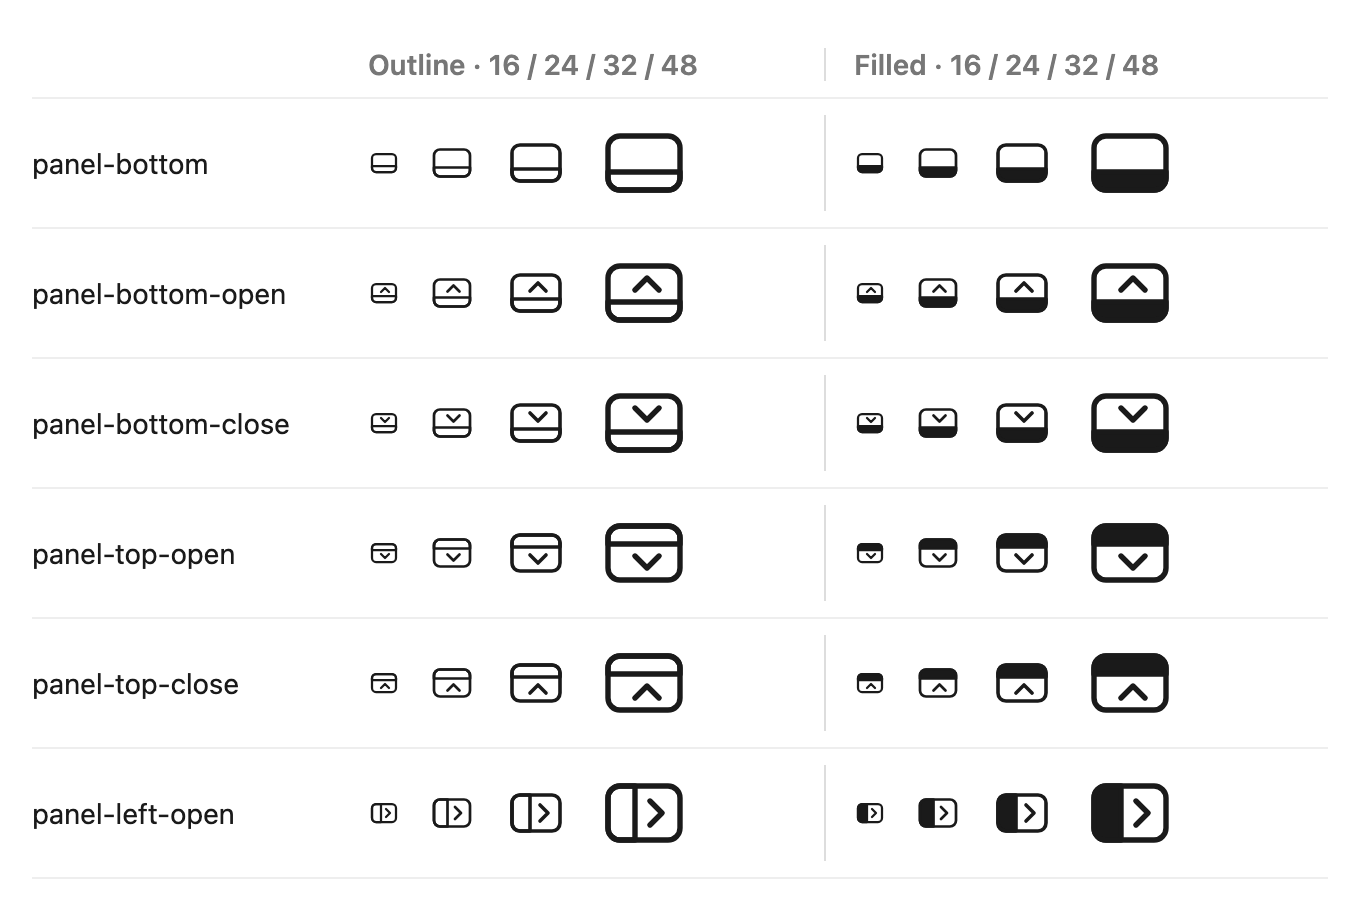 Outline · 16 / 24 / 32 / 48
Filled · 16 / 24 / 32 / 48
panel-bottom
panel-bottom-open
panel-bottom-close
panel-top-open
panel-top-close
panel-left-open